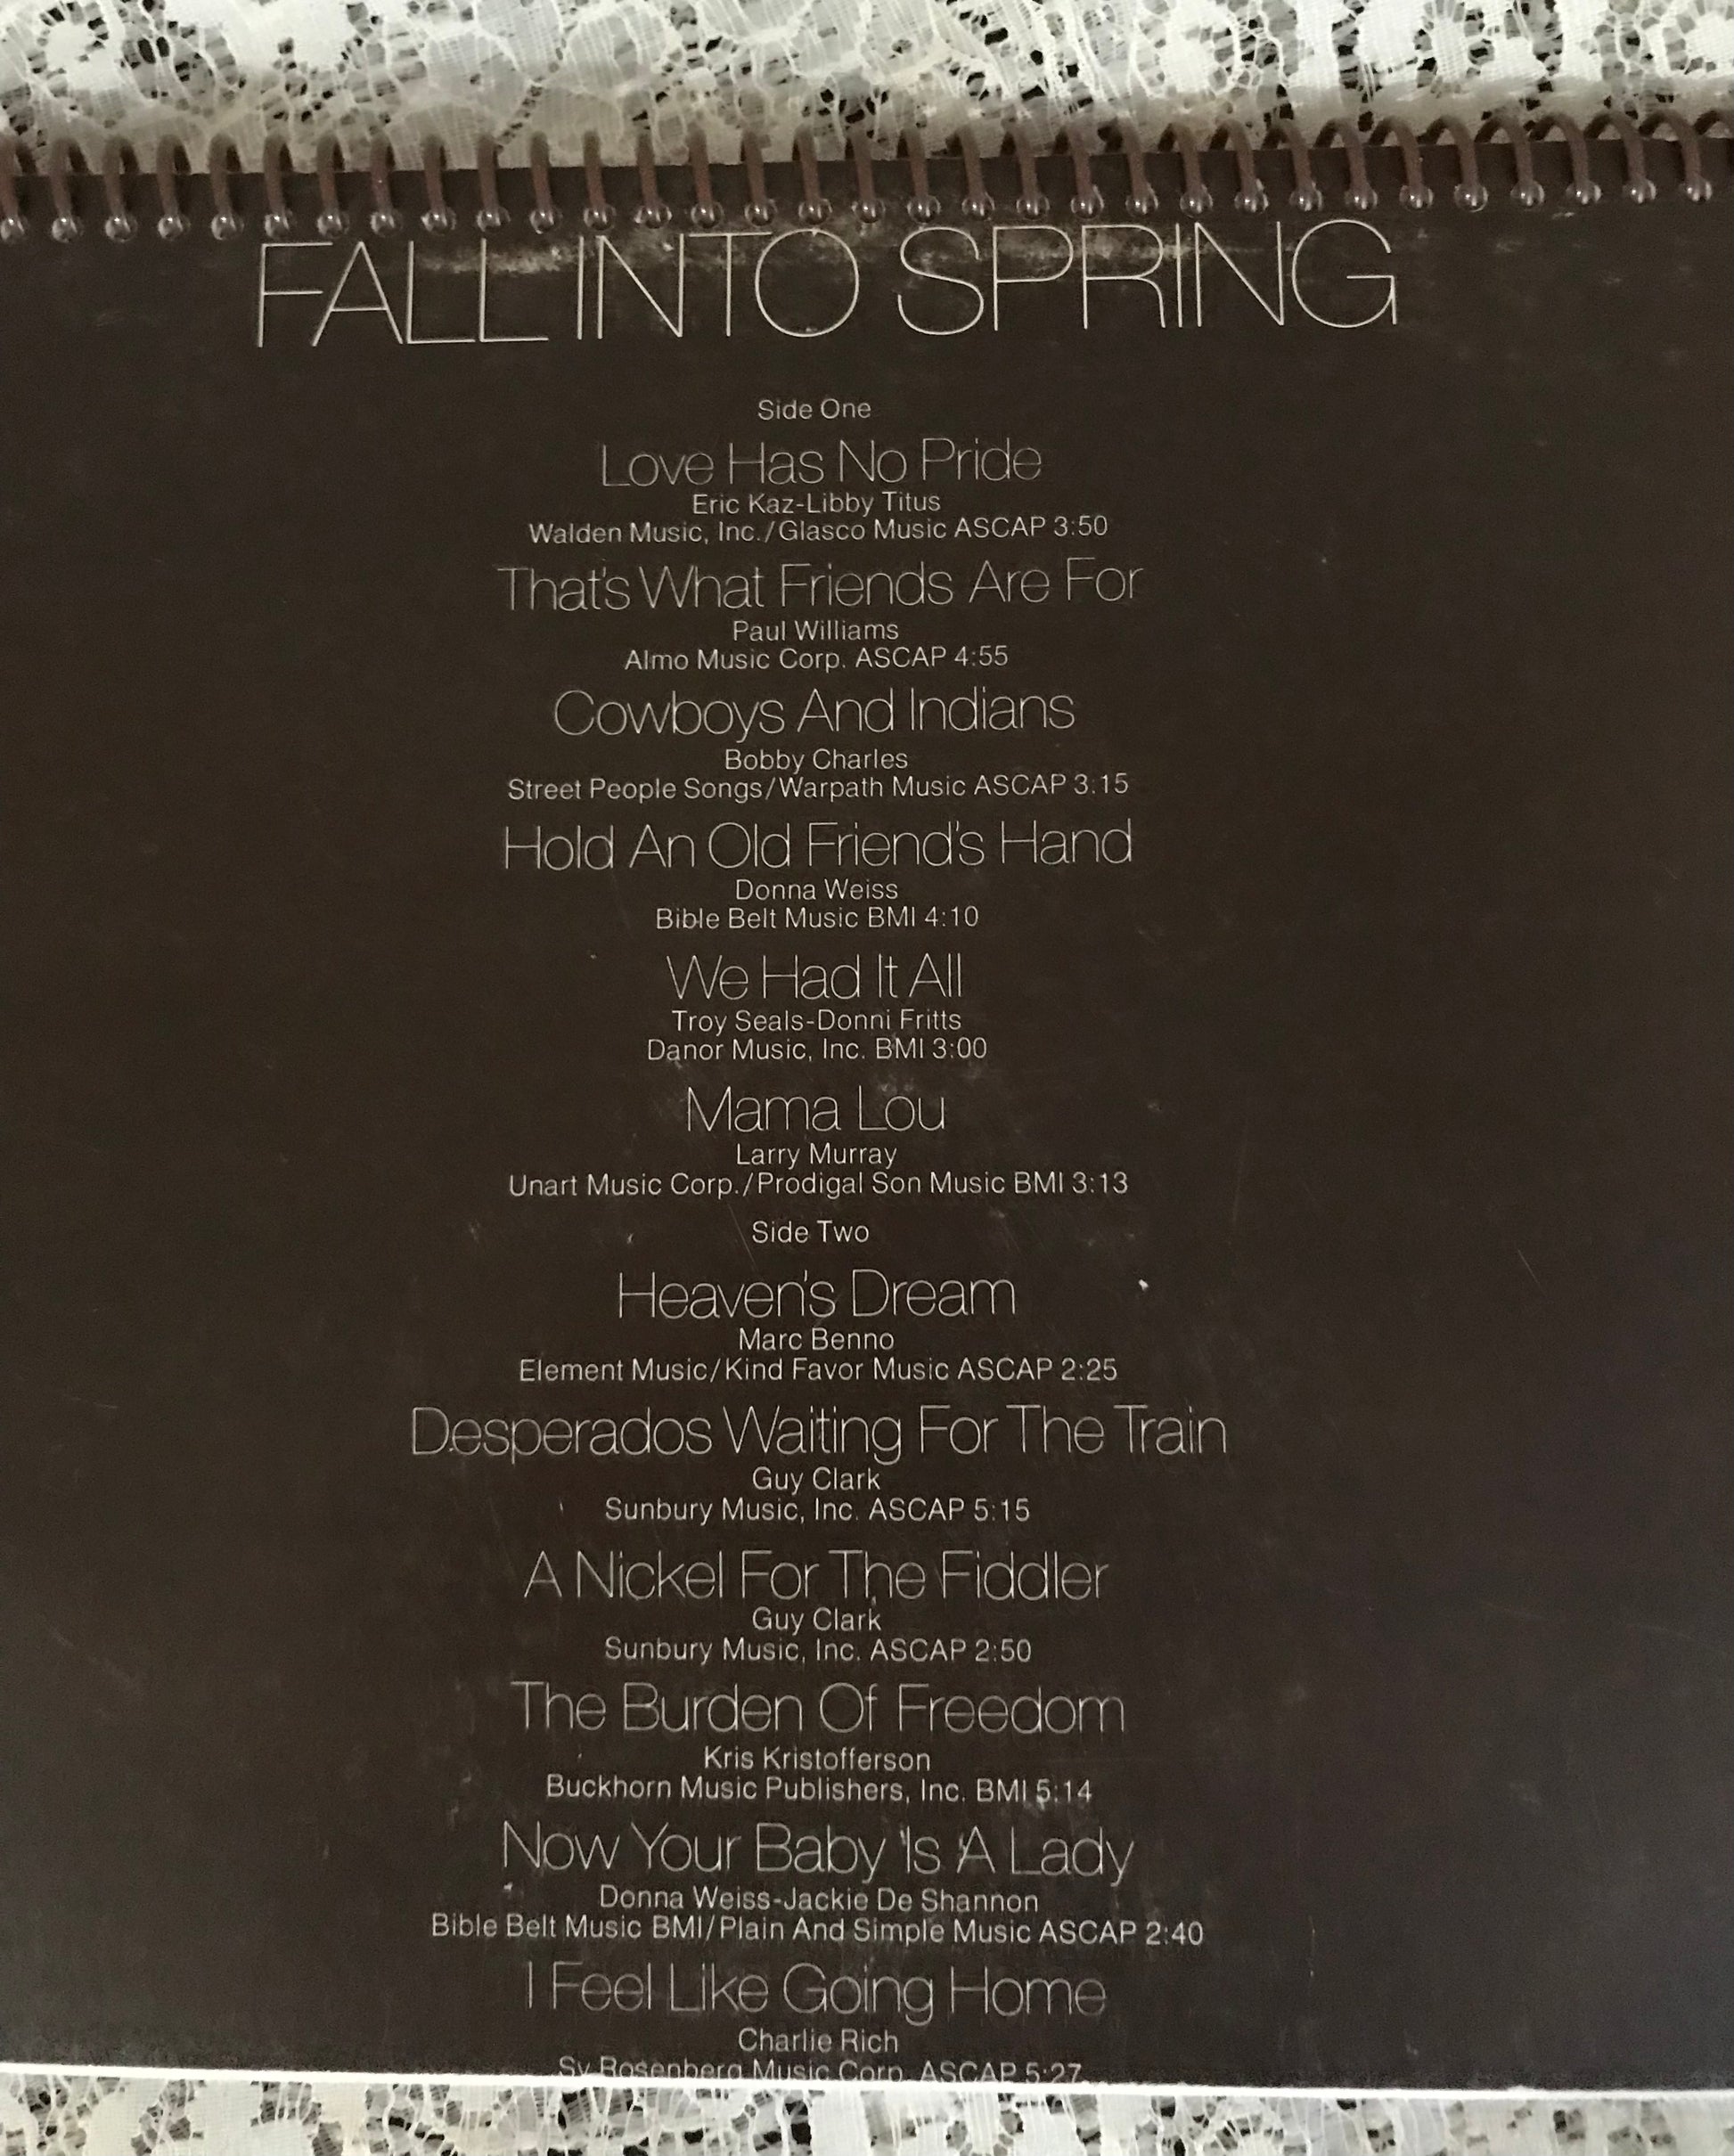 FALL INTO SPRING
Side One
Love Has No Pride
Eric Kaz-Libby Titus
Walden Music, Inc./Glasco Music ASCAP 3:50
That's What Friends Are For
Paul Williams
Almo Music Corp. ASCAP 4:55
Cowboys And Indians
Bobby Charles
Street People Songs/Warpath Music ASCAP 3:15
Hold An Old Friend's Hand
Donna Weiss
Bible Belt Music BMI 4:10
We Had It All
Troy Seals-Donni Fritts
Danor Music, Inc. BMI 3:00
Mama Lou
Larry Murray
Unart Music Corp./Prodigal Son Music BMI 3:13
Side Two
Heaven's Dream
Marc Benno
Element Music/Kind Favor Music ASCAP 2:25
Desperados Waiting For The Train
Guy Clark
Sunbury Music, Inc. ASCAP 5:15
A Nickel For The Fiddler
Guy Clark
Sunbury Music, Inc. ASCAP 2:50
The Burden Of Freedom
Kris Kristofferson
Buckhorn Music Publishers, Inc. BMI 5:14
Now Your Baby Is A Lady
Donna Weiss-Jackie De Shannon
Bible Belt Music BMI/Plain And Simple Music ASCAP 2:40
I Feel Like Going Home
Charlie Rich
Sy Rosenberg Music Corp. ASCAP 5:27